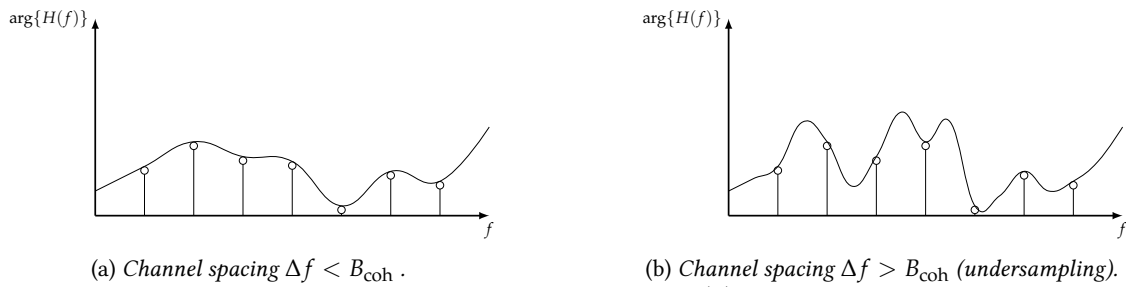 arg{H(f)}
f
(a) Channel spacing Δf < B_coh .
arg{H(f)}
f
(b) Channel spacing Δf > B_coh (undersampling).